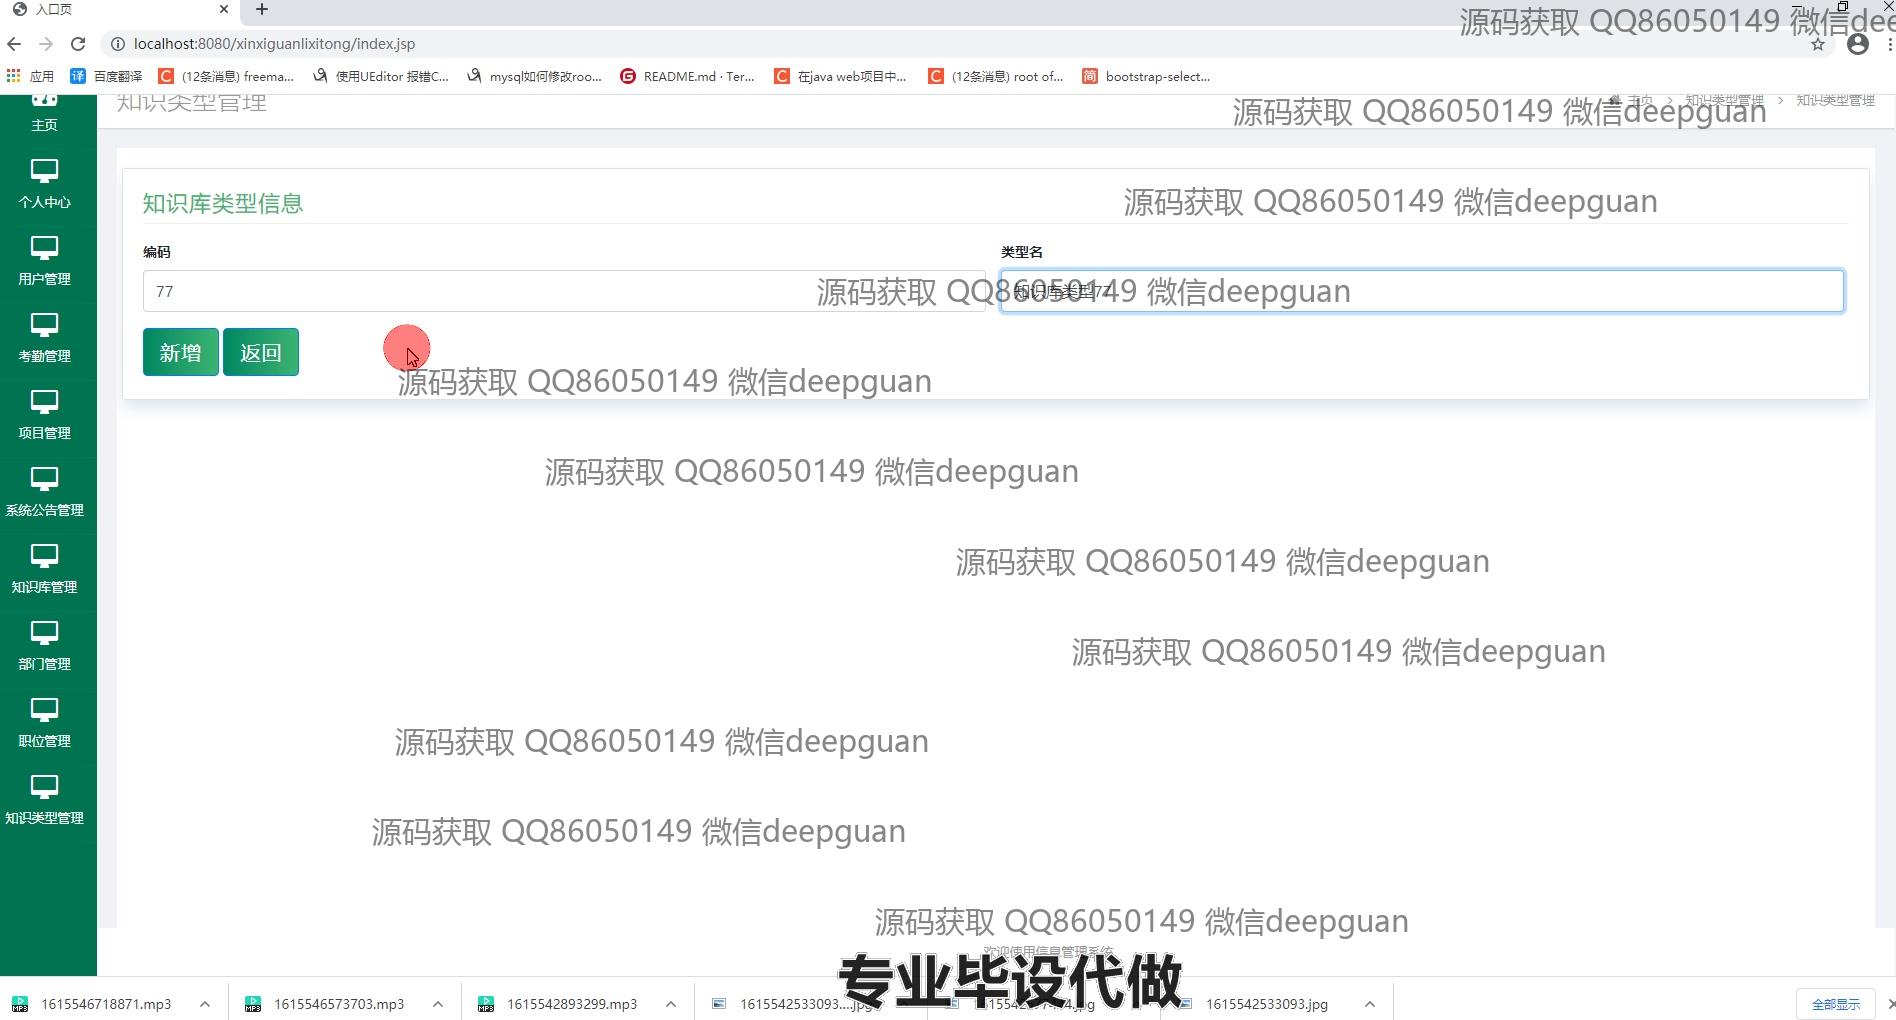 入口页
源码获取 QQ86050149 微信dee
localhost:8080/xinxiguanlixitong/index.jsp
应用 百度翻译 (12条消息) freema... 使用UEditor 报错C... mysql如何修改roo... README.md · Ter... 在java web项目中... (12条消息) root of... bootstrap-select...
知识类型管理
主页 > 知识类型管理 > 知识类型管理
源码获取 QQ86050149 微信deepguan
主页
个人中心
用户管理
考勤管理
项目管理
系统公告管理
知识库管理
部门管理
职位管理
知识类型管理
知识库类型信息
源码获取 QQ86050149 微信deepguan
编码 类型名
77 知识库类型77
源码获取 QQ86050149 微信deepguan
新增 返回
源码获取 QQ86050149 微信deepguan
源码获取 QQ86050149 微信deepguan
源码获取 QQ86050149 微信deepguan
源码获取 QQ86050149 微信deepguan
源码获取 QQ86050149 微信deepguan
源码获取 QQ86050149 微信deepguan
源码获取 QQ86050149 微信deepguan
欢迎使用信息管理系统
专业毕设代做
1615546718871.mp3 1615546573703.mp3 1615542893299.mp3 1615542533093....jpg 1615542533093.jpg 全部显示